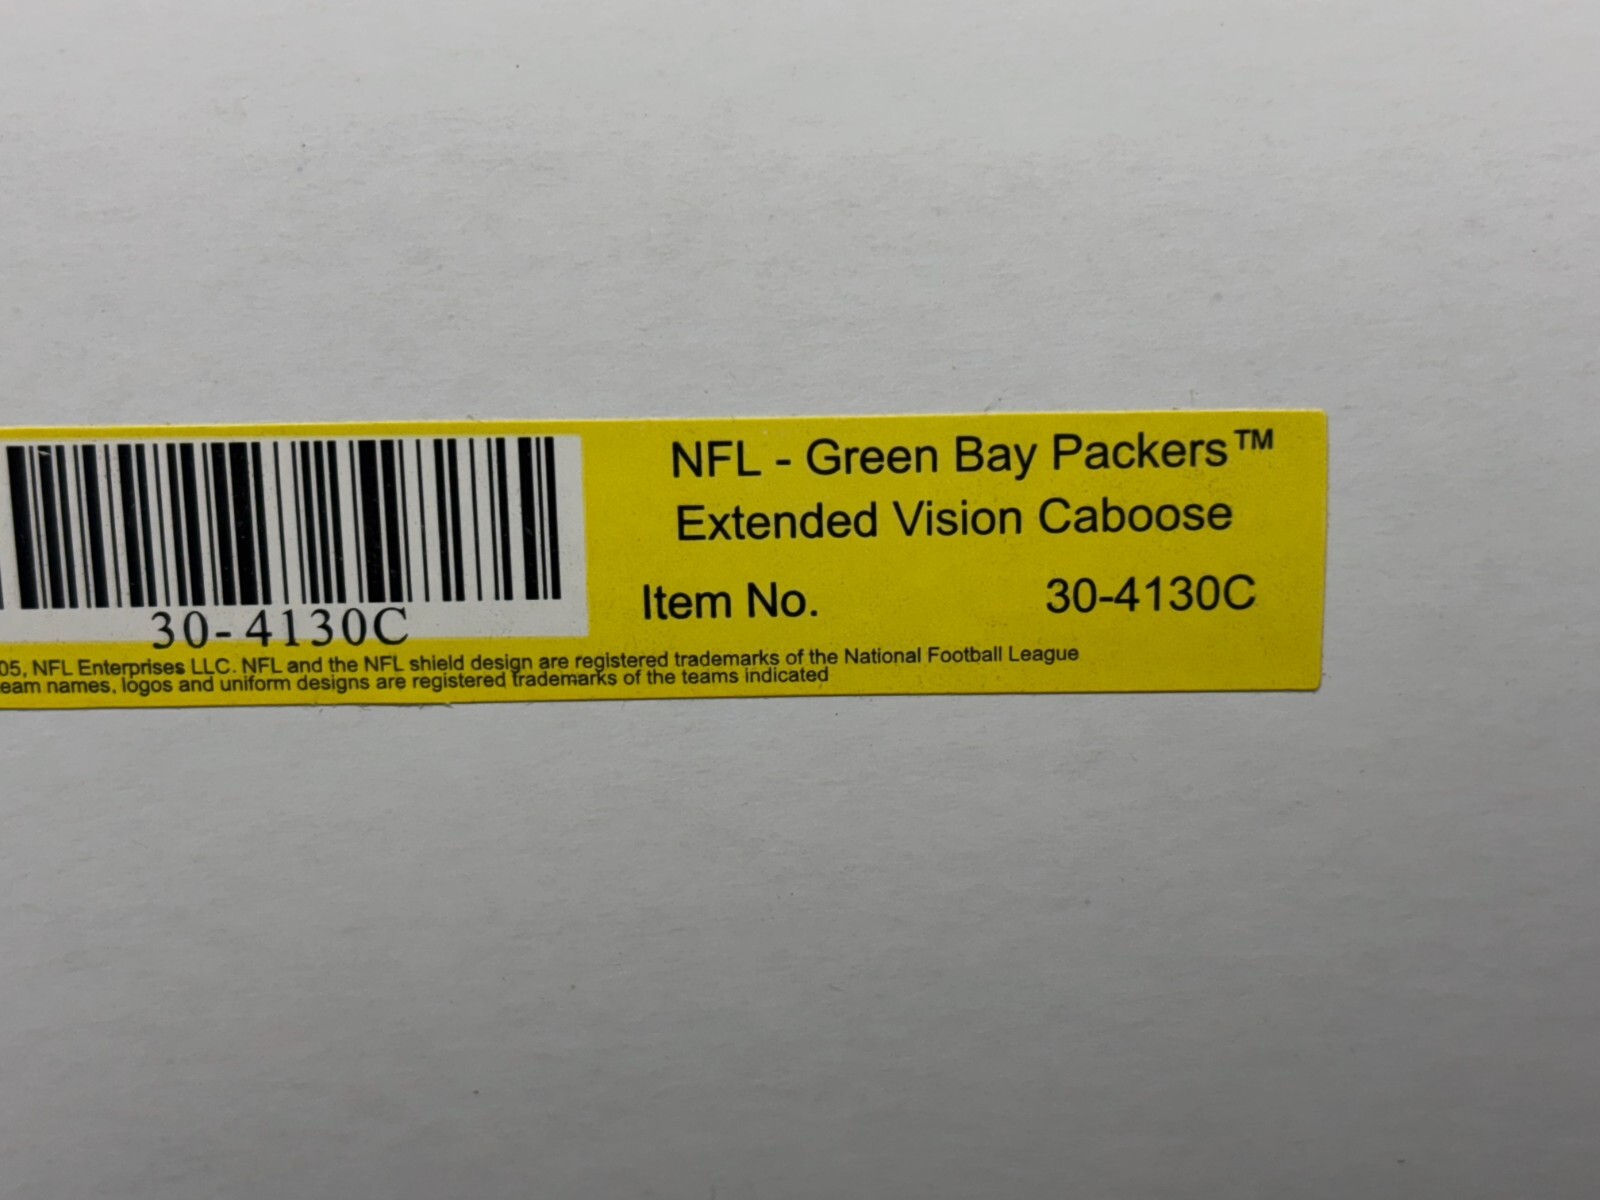 NFL - Green Bay Packers™
Extended Vision Caboose
Item No. 30-4130C
30-4130C
05, NFL Enterprises LLC. NFL and the NFL shield design are registered trademarks of the National Football League
eam names, logos and uniform designs are registered trademarks of the teams indicated